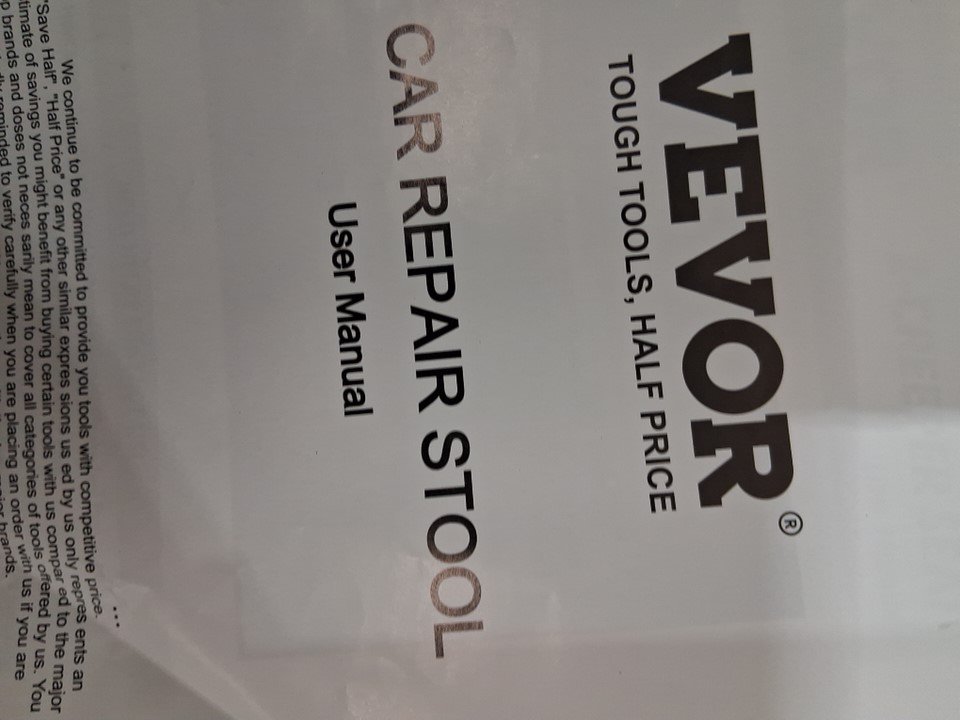 VEVOR®
TOUGH TOOLS, HALF PRICE
CAR REPAIR STOOL
User Manual
We continue to be committed to provide you tools with competitive price.
"Save Half", "Half Price" or any other similar expres sions us ed by us only repres ents an
timate of savings you might benefit from buying certain tools with us compar ed to the major
p brands and doses not neces sarily mean to cover all categories of tools offered by us. You
reminded to verify carefully when you are placing an order with us if you are
brands.
...